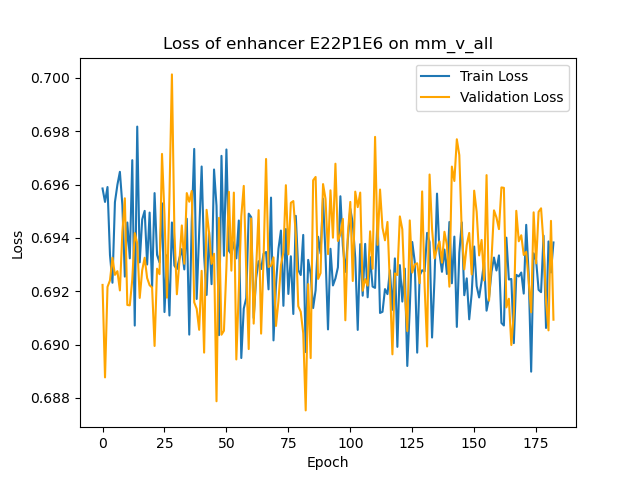 Loss of enhancer E22P1E6 on mm_v_all
Train Loss
Validation Loss
0.700
0.698
0.696
0.694
0.692
0.690
0.688
Loss
0 25 50 75 100 125 150 175
Epoch